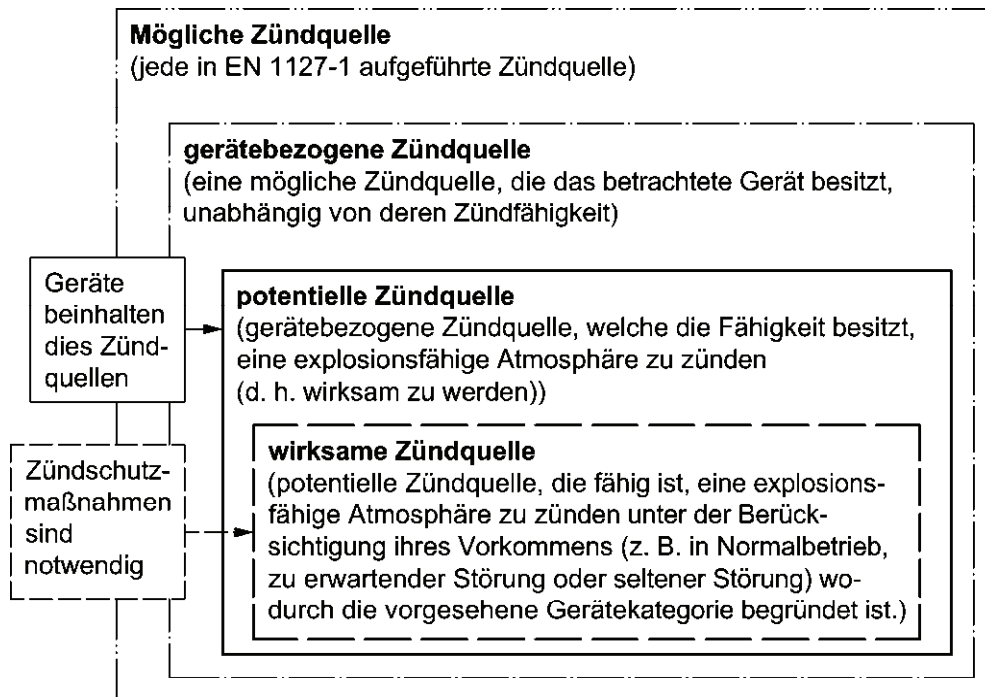 Mögliche Zündquelle
(jede in EN 1127-1 aufgeführte Zündquelle)
gerätebezogene Zündquelle
(eine mögliche Zündquelle, die das betrachtete Gerät besitzt,
unabhängig von deren Zündfähigkeit)
Geräte
beinhalten
dies Zünd-
quellen
potentielle Zündquelle
(gerätebezogene Zündquelle, welche die Fähigkeit besitzt,
eine explosionsfähige Atmosphäre zu zünden
(d. h. wirksam zu werden))
Zündschutz-
maßnahmen
sind
notwendig
wirksame Zündquelle
(potentielle Zündquelle, die fähig ist, eine explosions-
fähige Atmosphäre zu zünden unter der Berück-
sichtigung ihres Vorkommens (z. B. in Normalbetrieb,
zu erwartender Störung oder seltener Störung) wo-
durch die vorgesehene Gerätekategorie begründet ist.)